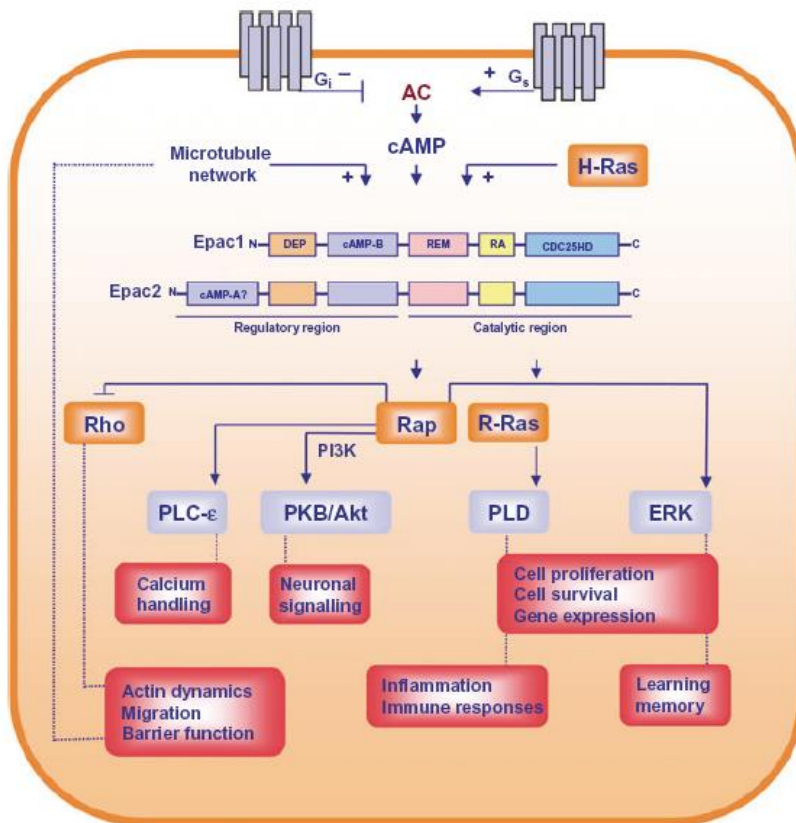 Gi − + Gs
AC
cAMP
Microtubule
network
+ +
H-Ras
Epac1 N DEP cAMP-B REM RA CDC25HD C
Epac2 N cAMP-A? C
Regulatory region Catalytic region
Rho Rap R-Ras
PI3K
PLC-ε PKB/Akt PLD ERK
Calcium
handling
Neuronal
signalling
Cell proliferation
Cell survival
Gene expression
Actin dynamics
Migration
Barrier function
Inflammation
Immune responses
Learning
memory